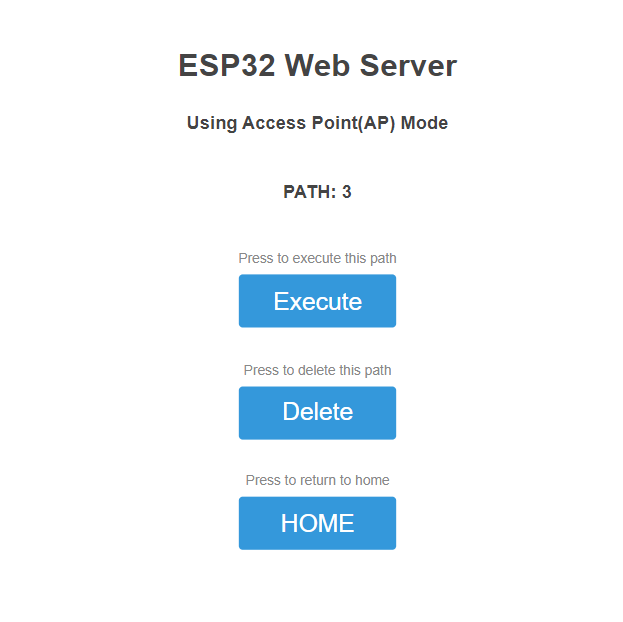 ESP32 Web Server
Using Access Point(AP) Mode
PATH: 3
Press to execute this path
Execute
Press to delete this path
Delete
Press to return to home
HOME